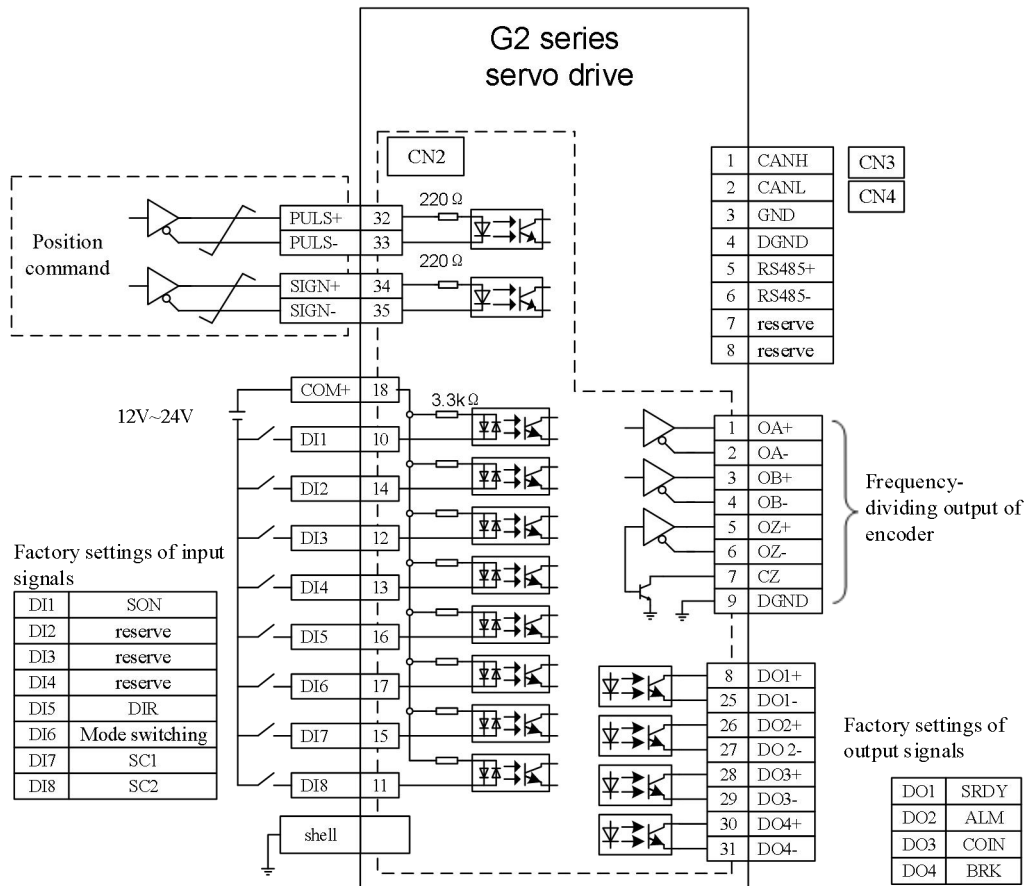 G2 series
servo drive
CN2
Position
command
PULS+ 32
PULS- 33
SIGN+ 34
SIGN- 35
220 Ω
220 Ω
1 CANH
2 CANL
3 GND
4 DGND
5 RS485+
6 RS485-
7 reserve
8 reserve
CN3
CN4
12V~24V
COM+ 18
3.3k Ω
DI1 10
DI2 14
DI3 12
DI4 13
DI5 16
DI6 17
DI7 15
DI8 11
shell
Factory settings of input
signals
DI1 SON
DI2 reserve
DI3 reserve
DI4 reserve
DI5 DIR
DI6 Mode switching
DI7 SC1
DI8 SC2
1 OA+
2 OA-
3 OB+
4 OB-
5 OZ+
6 OZ-
7 CZ
9 DGND
Frequency-
dividing output of
encoder
8 DO1+
25 DO1-
26 DO2+
27 DO 2-
28 DO3+
29 DO3-
30 DO4+
31 DO4-
Factory settings of
output signals
DO1 SRDY
DO2 ALM
DO3 COIN
DO4 BRK